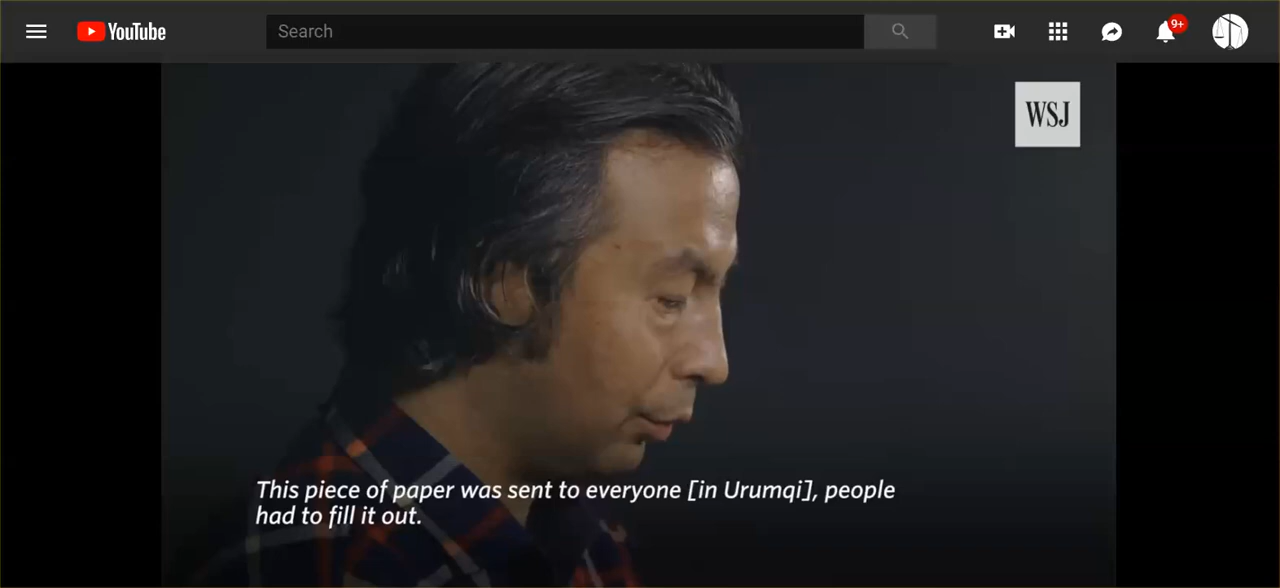 YouTube
Search
9+
WSJ
This piece of paper was sent to everyone [in Urumqi], people
had to fill it out.